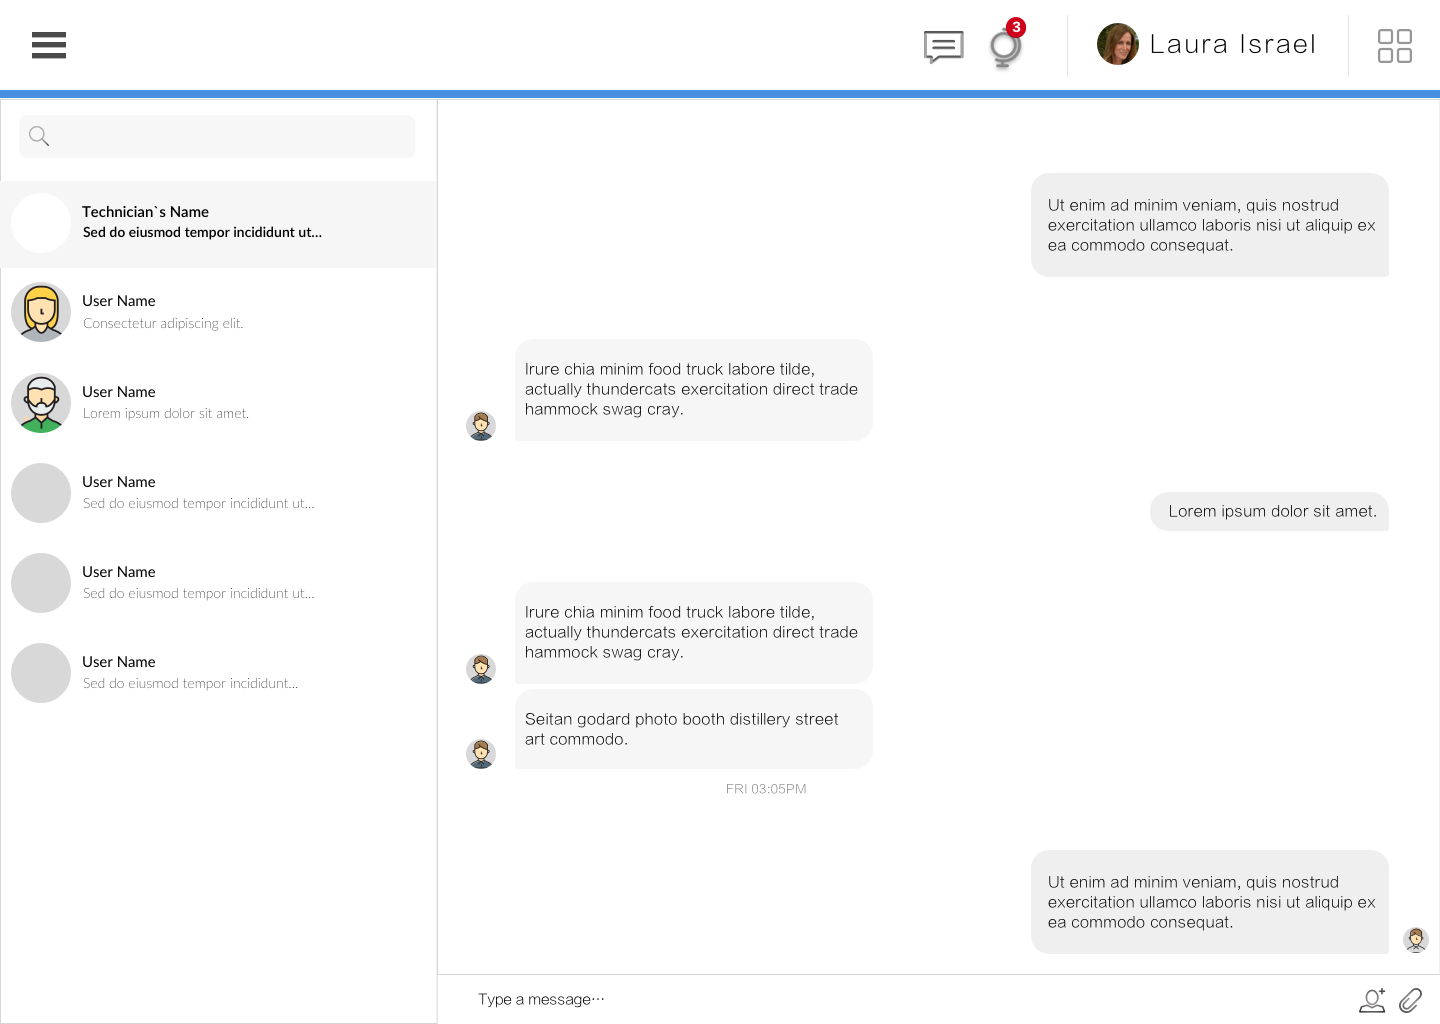 3
Laura Israel
Technician`s Name
Sed do eiusmod tempor incididunt ut...
User Name
Consectetur adipiscing elit.
User Name
Lorem ipsum dolor sit amet.
User Name
Sed do eiusmod tempor incididunt ut...
User Name
Sed do eiusmod tempor incididunt ut...
User Name
Sed do eiusmod tempor incididunt...
Ut enim ad minim veniam, quis nostrud
exercitation ullamco laboris nisi ut aliquip ex
ea commodo consequat.
Irure chia minim food truck labore tilde,
actually thundercats exercitation direct trade
hammock swag cray.
Lorem ipsum dolor sit amet.
Irure chia minim food truck labore tilde,
actually thundercats exercitation direct trade
hammock swag cray.
Seitan godard photo booth distillery street
art commodo.
FRI 03:05PM
Ut enim ad minim veniam, quis nostrud
exercitation ullamco laboris nisi ut aliquip ex
ea commodo consequat.
Type a message···